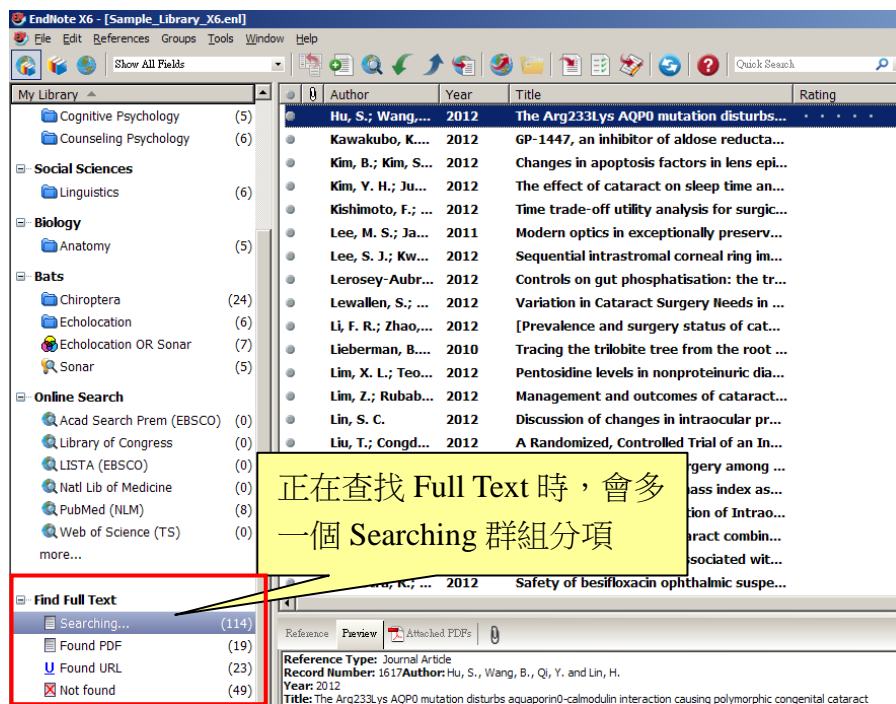 EndNote X6 - [Sample_Library_X6.enl]
File Edit References Groups Tools Window Help
Show All Fields
Quick Search
My Library
Cognitive Psychology (5)
Counseling Psychology (6)
Social Sciences
Linguistics (6)
Biology
Anatomy (5)
Bats
Chiroptera (24)
Echolocation (6)
Echolocation OR Sonar (7)
Sonar (5)
Online Search
Acad Search Prem (EBSCO) (0)
Library of Congress (0)
LISTA (EBSCO) (0)
Natl Lib of Medicine (0)
PubMed (NLM) (8)
Web of Science (TS) (0)
more...
Find Full Text
Searching... (114)
Found PDF (19)
Found URL (23)
Not found (49)
Author Year Title Rating
Hu, S.; Wang,... 2012 The Arg233Lys AQP0 mutation disturbs...
Kawakubo, K.... 2012 GP-1447, an inhibitor of aldose reducta...
Kim, B.; Kim, S... 2012 Changes in apoptosis factors in lens epi...
Kim, Y. H.; Ju... 2012 The effect of cataract on sleep time an...
Kishimoto, F.; ... 2012 Time trade-off utility analysis for surgic...
Lee, M. S.; Ja... 2011 Modern optics in exceptionally preserv...
Lee, S. J.; Kw... 2012 Sequential intrastromal corneal ring im...
Lerosey-Aubr... 2012 Controls on gut phosphatisation: the tr...
Lewallen, S.; ... 2012 Variation in Cataract Surgery Needs in ...
Li, F. R.; Zhao,... 2012 [Prevalence and surgery status of cat...
Lieberman, B.... 2010 Tracing the trilobite tree from the root ...
Lim, X. L.; Teo... 2012 Pentosidine levels in nonproteinuric dia...
Lim, Z.; Rubab... 2012 Management and outcomes of cataract...
Lin, S. C. 2012 Discussion of changes in intraocular pr...
Liu, T.; Congd... 2012 A Randomized, Controlled Trial of an In...
among ...
index as...
of Intrao...
combin...
wit...
R.; ... 2012 Safety of besifloxacin ophthalmic suspe...
正在查找 Full Text 時，會多
一個 Searching 群組分項
Reference Preview Attached PDFs
Reference Type: Journal Article
Record Number: 1617Author: Hu, S., Wang, B., Qi, Y. and Lin, H.
Year: 2012
Title: The Arg233Lys AQP0 mutation disturbs aquaporin0-calmodulin interaction causing polymorphic congenital cataract